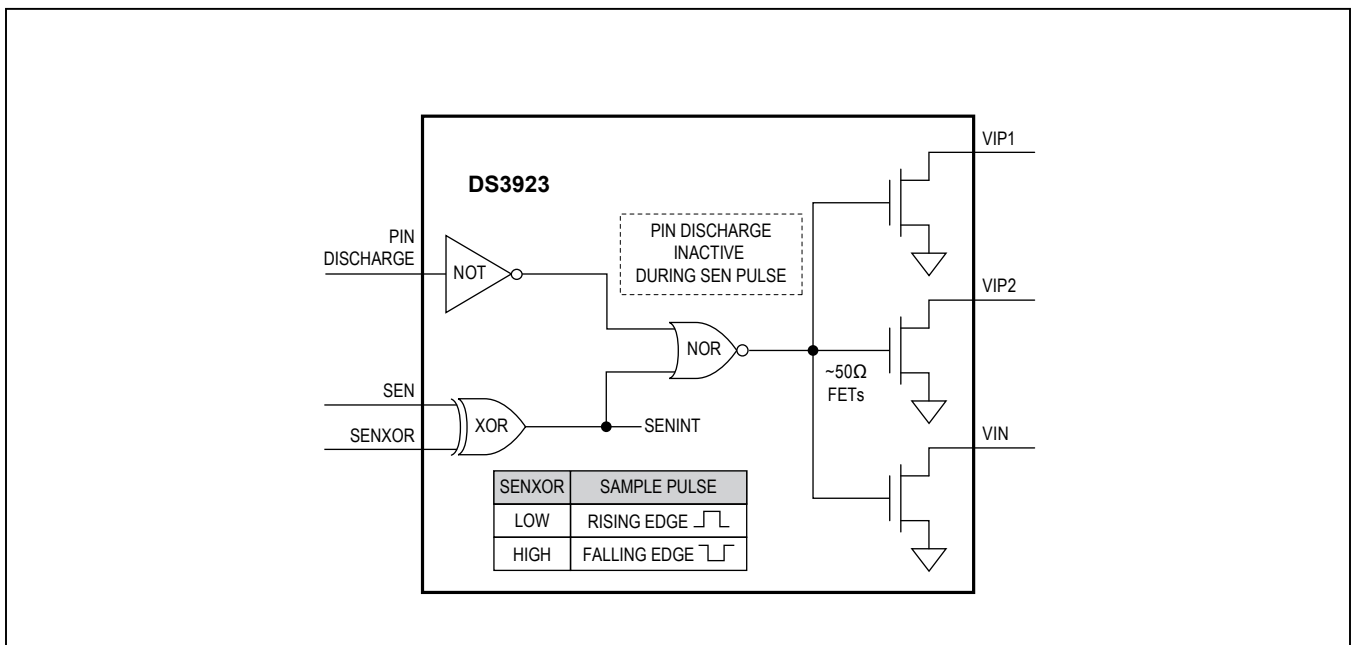 DS3923
PIN
DISCHARGE
NOT
PIN DISCHARGE
INACTIVE
DURING SEN PULSE
VIP1
VIP2
NOR
~50Ω
FETs
SEN
SENXOR
XOR
SENINT
VIN
SENXOR SAMPLE PULSE
LOW RISING EDGE
HIGH FALLING EDGE